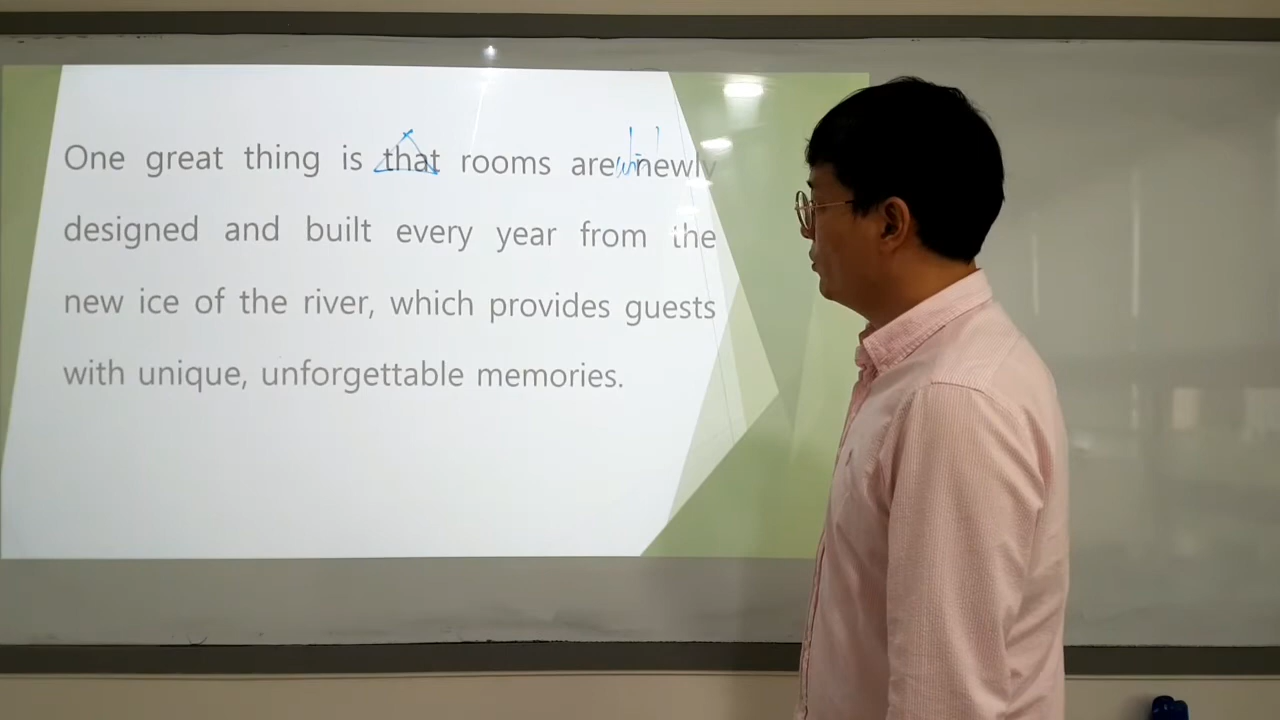 One great thing is that rooms are newly
designed and built every year from the
new ice of the river, which provides guests
with unique, unforgettable memories.